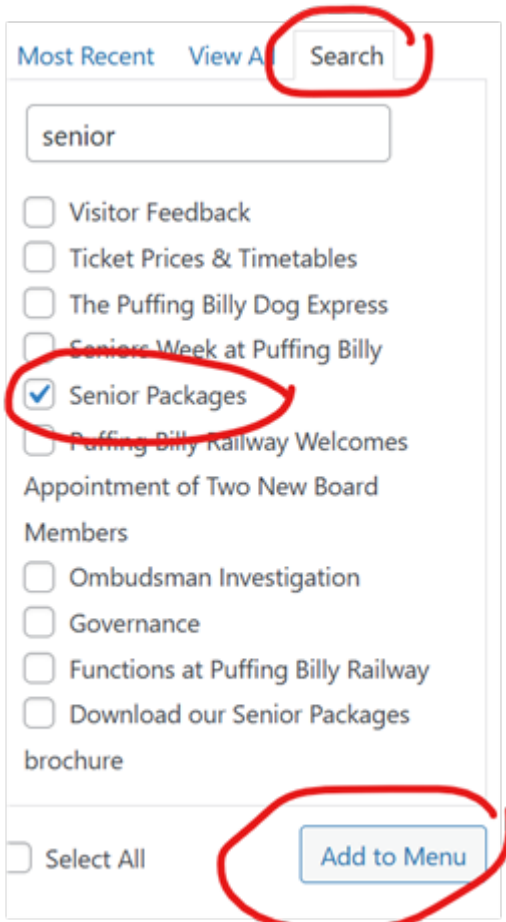 Most Recent View All Search
senior
Visitor Feedback
Ticket Prices & Timetables
The Puffing Billy Dog Express
Seniors Week at Puffing Billy
Senior Packages
Puffing Billy Railway Welcomes
Appointment of Two New Board
Members
Ombudsman Investigation
Governance
Functions at Puffing Billy Railway
Download our Senior Packages
brochure
Select All Add to Menu